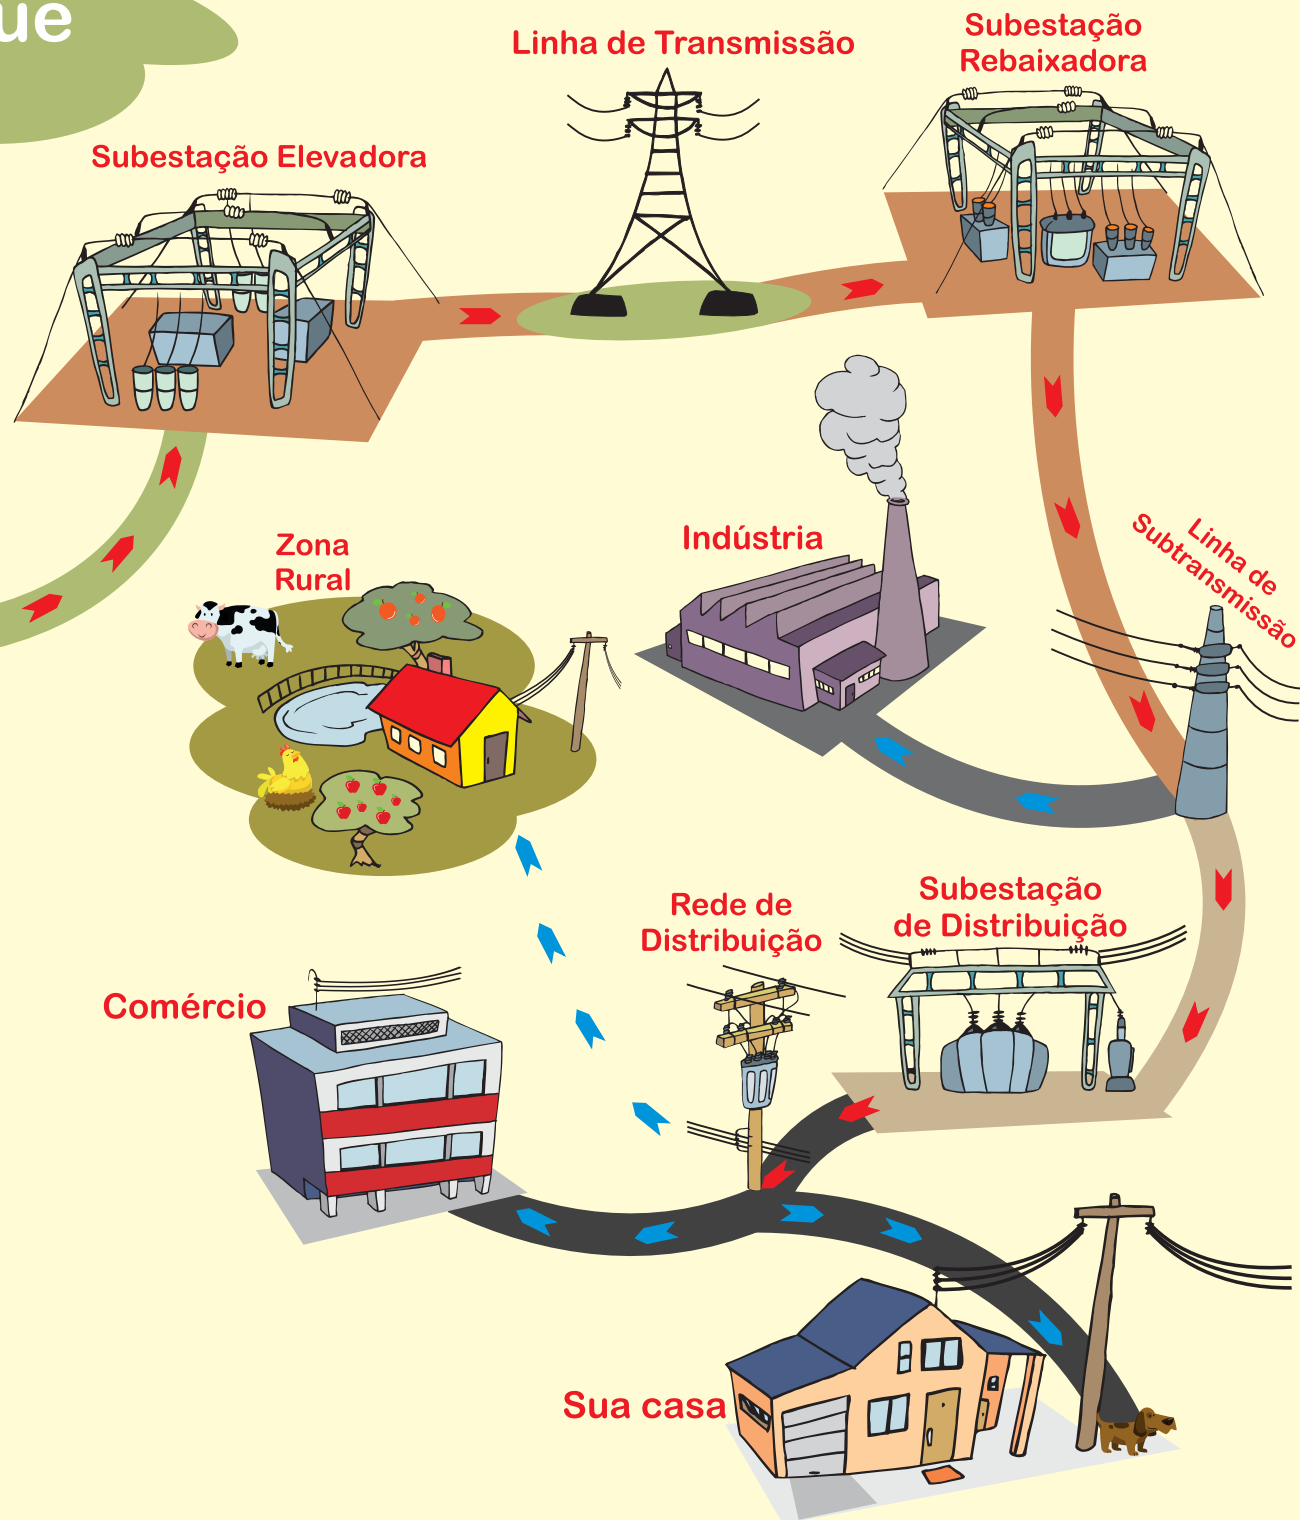 ue
Linha de Transmissão
Subestação
Rebaixadora
Subestação Elevadora
Linha de
Subtransmissão
Indústria
Zona
Rural
Subestação
de Distribuição
Rede de
Distribuição
Comércio
Sua casa